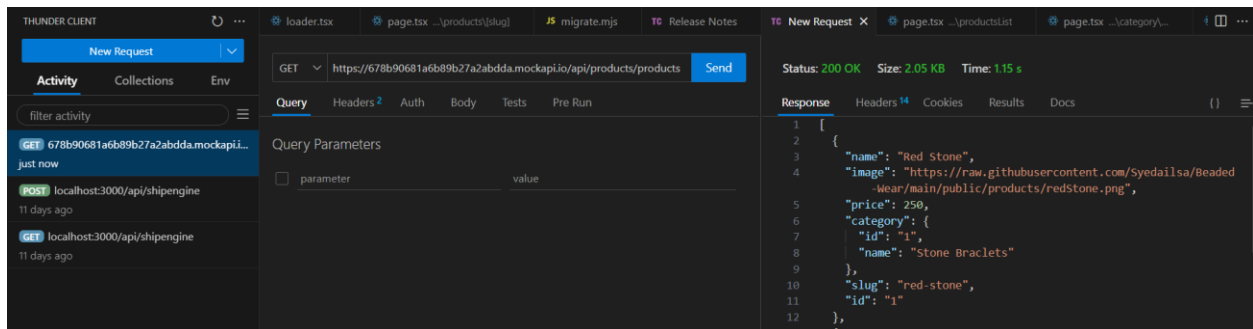 THUNDER CLIENT
New Request
Activity Collections Env
filter activity
GET 678b90681a6b89b27a2abdda.mockapi.i...
just now
POST localhost:3000/api/shipengine
11 days ago
GET localhost:3000/api/shipengine
11 days ago
loader.tsx page.tsx ...\products\[slug] JS migrate.mjs TC Release Notes
GET https://678b90681a6b89b27a2abdda.mockapi.io/api/products/products Send
Query Headers 2 Auth Body Tests Pre Run
Query Parameters
parameter value
TC New Request page.tsx ...\productsList page.tsx ...\category\...
Status: 200 OK Size: 2.05 KB Time: 1.15 s
Response Headers 14 Cookies Results Docs {}
1 [
2 {
3 "name": "Red Stone",
4 "image": "https://raw.githubusercontent.com/Syedailsa/Beaded
-Wear/main/public/products/redStone.png",
5 "price": 250,
6 "category": {
7 "id": "1",
8 "name": "Stone Braclets"
9 },
10 "slug": "red-stone",
11 "id": "1"
12 },